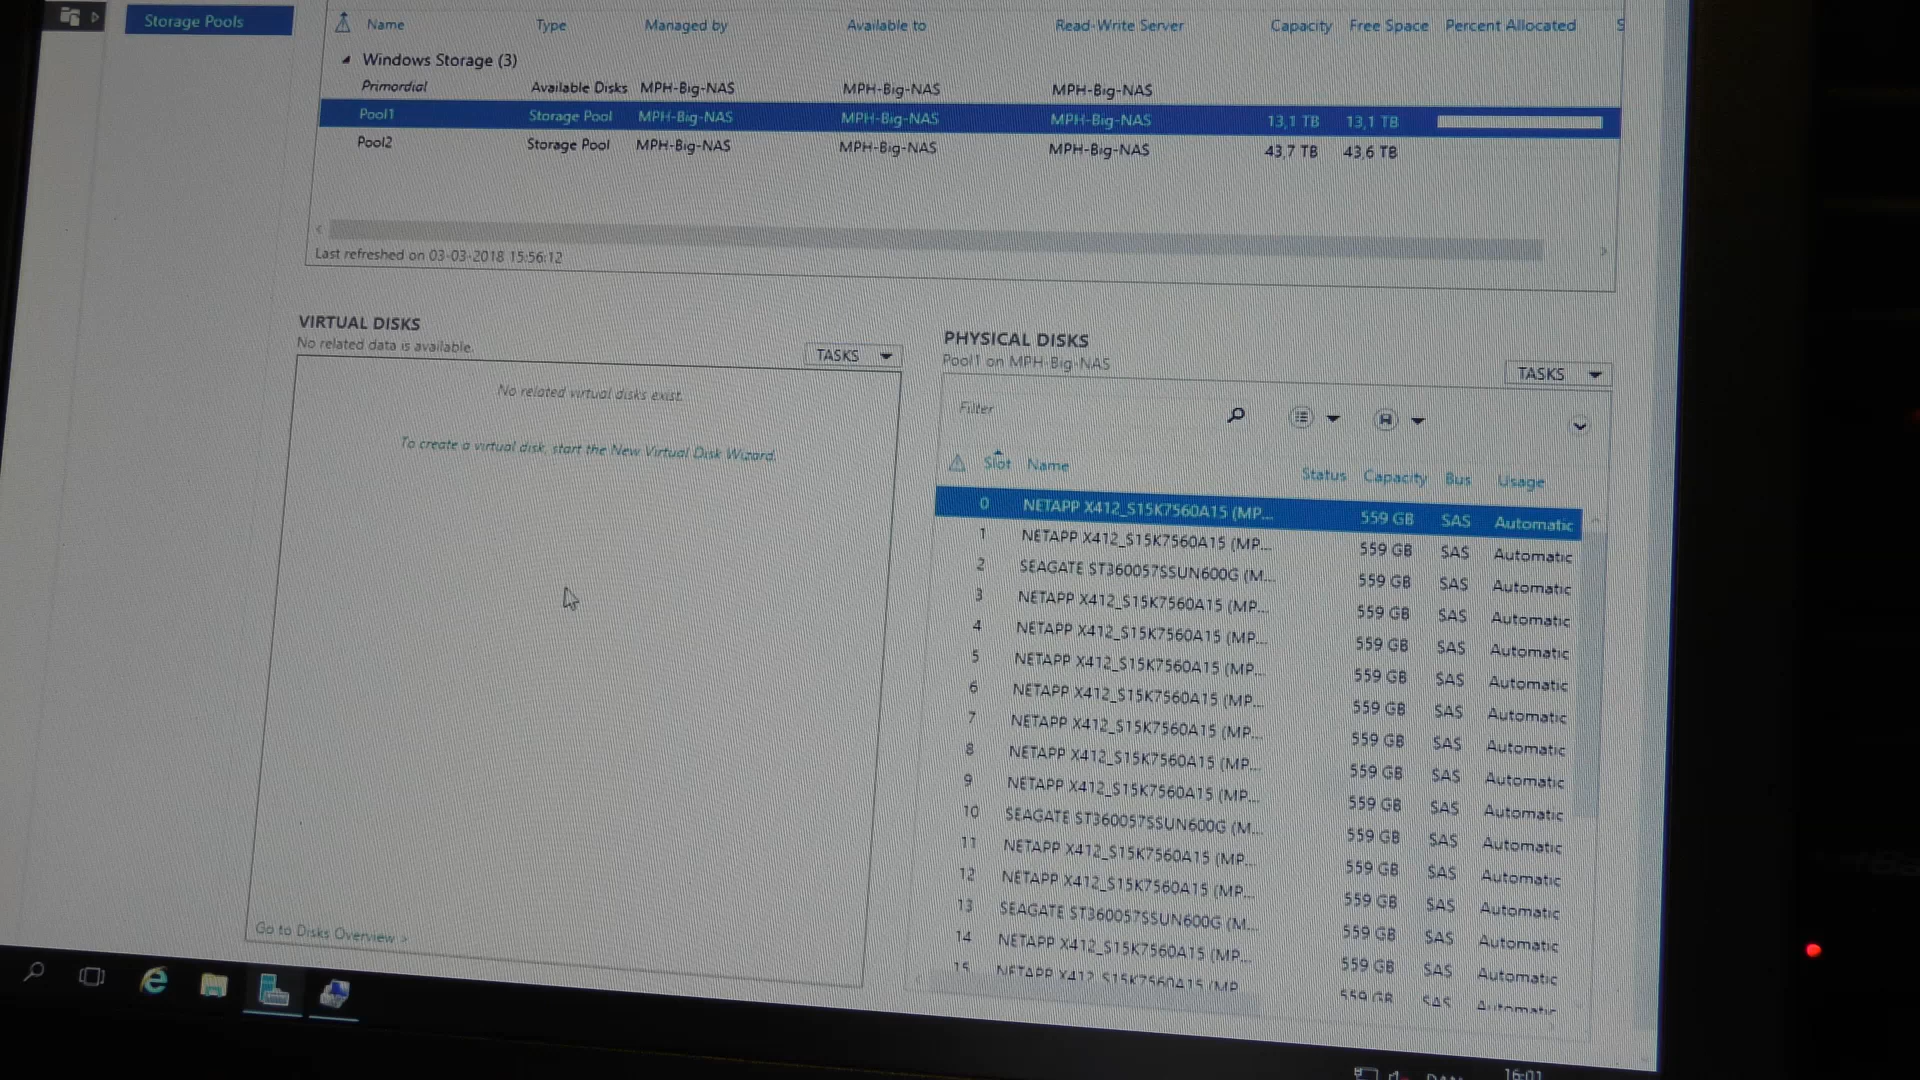 Storage Pools
Name Type Managed by Available to Read-Write Server Capacity Free Space Percent Allocated S
Windows Storage (3)
Primordial Available Disks MPH-Big-NAS MPH-Big-NAS MPH-Big-NAS
Pool1 Storage Pool MPH-Big-NAS MPH-Big-NAS MPH-Big-NAS 13,1 TB 13,1 TB
Pool2 Storage Pool MPH-Big-NAS MPH-Big-NAS MPH-Big-NAS 43,7 TB 43,6 TB
Last refreshed on 03-03-2018 15:56:12
VIRTUAL DISKS
No related data is available.
TASKS
No related virtual disks exist.
To create a virtual disk, start the New Virtual Disk Wizard.
Go to Disks Overview >
PHYSICAL DISKS
Pool1 on MPH-Big-NAS
TASKS
Filter
Slot Name Status Capacity Bus Usage
0 NETAPP X412_S15K7560A15 (MP... 559 GB SAS Automatic
1 NETAPP X412_S15K7560A15 (MP... 559 GB SAS Automatic
2 SEAGATE ST360057SSUN600G (M... 559 GB SAS Automatic
3 NETAPP X412_S15K7560A15 (MP... 559 GB SAS Automatic
4 NETAPP X412_S15K7560A15 (MP... 559 GB SAS Automatic
5 NETAPP X412_S15K7560A15 (MP... 559 GB SAS Automatic
6 NETAPP X412_S15K7560A15 (MP... 559 GB SAS Automatic
7 NETAPP X412_S15K7560A15 (MP... 559 GB SAS Automatic
8 NETAPP X412_S15K7560A15 (MP... 559 GB SAS Automatic
9 NETAPP X412_S15K7560A15 (MP... 559 GB SAS Automatic
10 SEAGATE ST360057SSUN600G (M... 559 GB SAS Automatic
11 NETAPP X412_S15K7560A15 (MP... 559 GB SAS Automatic
12 NETAPP X412_S15K7560A15 (MP... 559 GB SAS Automatic
13 SEAGATE ST360057SSUN600G (M... 559 GB SAS Automatic
14 NETAPP X412_S15K7560A15 (MP... 559 GB SAS Automatic
15 NETAPP X412_S15K7560A15 (MP 559 GB SAS Automatic
16:01